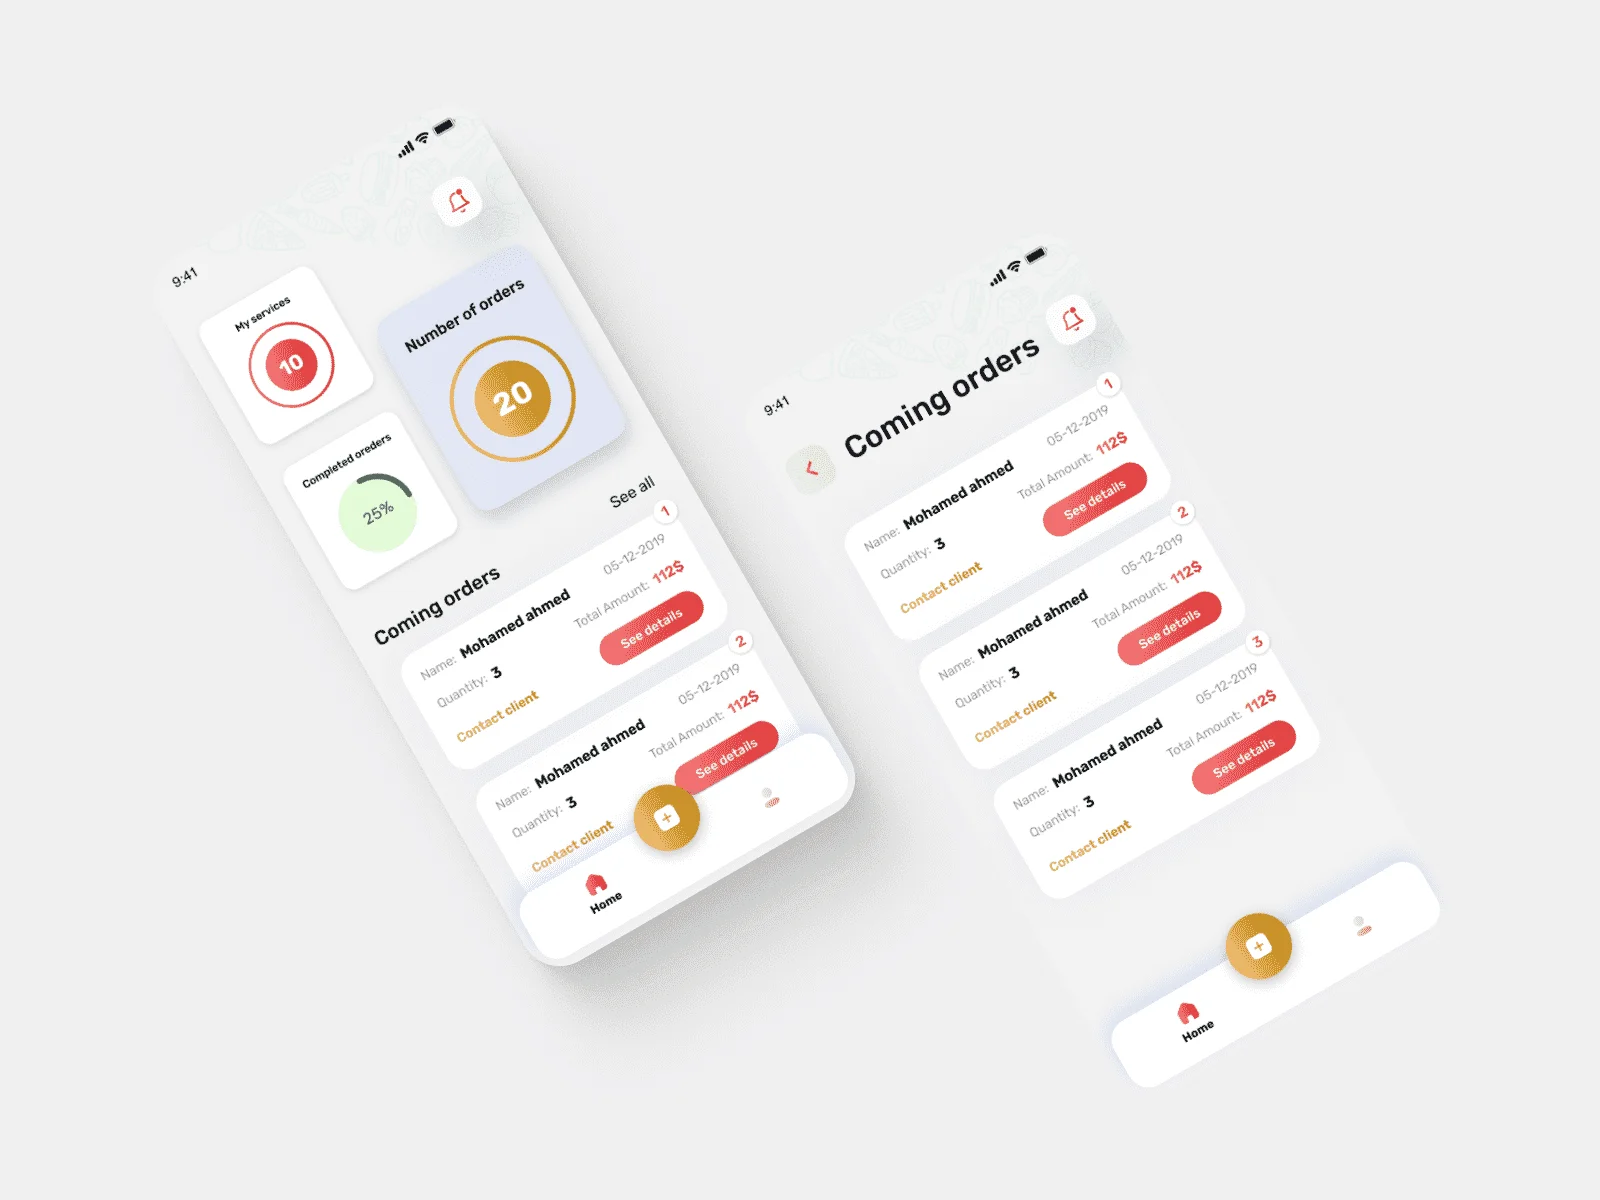 9:41
My services
10
Number of orders
20
Completed oreders
25%
See all
Coming orders
1
05-12-2019
Name: Mohamed ahmed
Total Amount: 112$
Quantity: 3
See details
Contact client
2
05-12-2019
Name: Mohamed ahmed
Total Amount: 112$
Quantity: 3
See details
Contact client
Home
9:41
Coming orders
1
05-12-2019
Name: Mohamed ahmed
Total Amount: 112$
Quantity: 3
See details
Contact client
2
05-12-2019
Name: Mohamed ahmed
Total Amount: 112$
Quantity: 3
See details
Contact client
3
05-12-2019
Name: Mohamed ahmed
Total Amount: 112$
Quantity: 3
See details
Contact client
Home